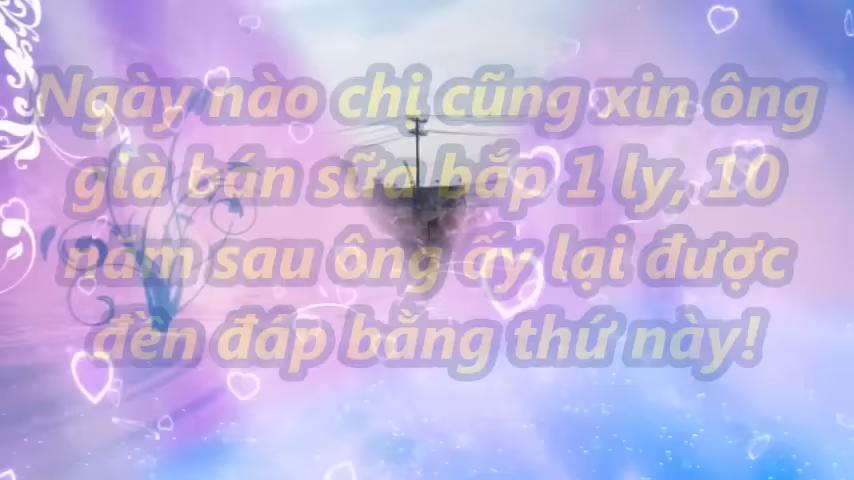 Ngày nào chị cũng xin ông
già bán sữa bắp 1 ly, 10
năm sau ông ấy lại được
đền đáp bằng thứ này!